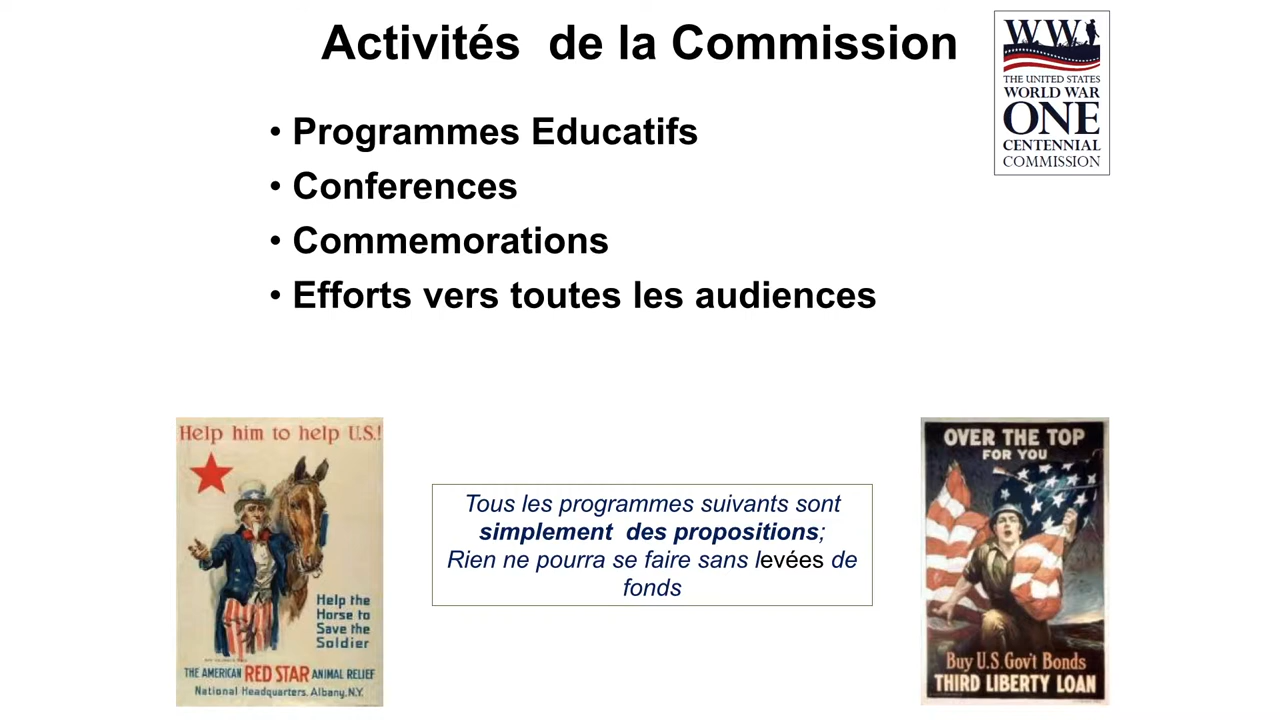 Activités de la Commission
WW1
THE UNITED STATES
WORLD WAR
ONE
CENTENNIAL
COMMISSION
• Programmes Educatifs
• Conferences
• Commemorations
• Efforts vers toutes les audiences
Help him to help U.S.!
Help the
Horse to
Save the
Soldier
THE AMERICAN RED STAR ANIMAL RELIEF
National Headquarters, Albany, N.Y.
Tous les programmes suivants sont
simplement des propositions;
Rien ne pourra se faire sans levées de
fonds
OVER THE TOP
FOR YOU
Buy U.S. Gov't Bonds
THIRD LIBERTY LOAN